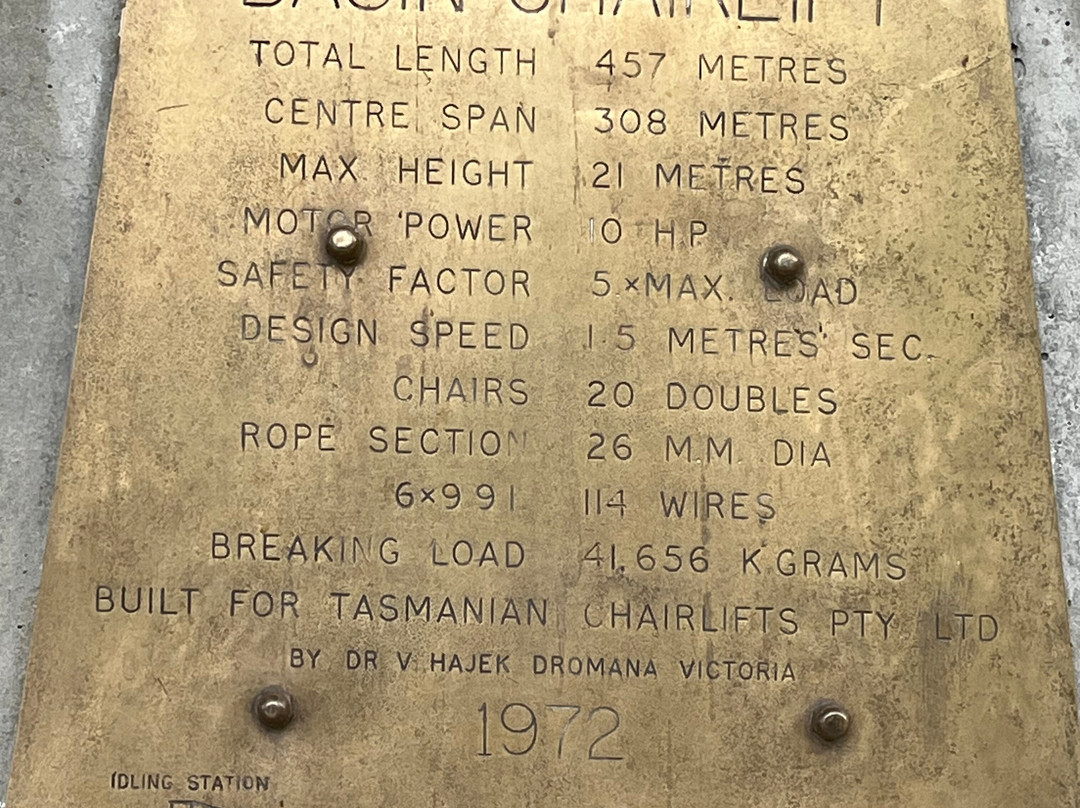 BASIN CHAIRLIFT
TOTAL LENGTH 457 METRES
CENTRE SPAN 308 METRES
MAX. HEIGHT 21 METRES
MOTOR POWER 10 H.P
SAFETY FACTOR 5 ×MAX. LOAD
DESIGN SPEED 1·5 METRES SEC.
CHAIRS 20 DOUBLES
ROPE SECTION 26 M.M. DIA
6×9 9 1 114 WIRES
BREAKING LOAD 41,656 K.GRAMS
BUILT FOR TASMANIAN CHAIRLIFTS PTY LTD
BY DR V. HAJEK DROMANA VICTORIA
1972
IDLING STATION